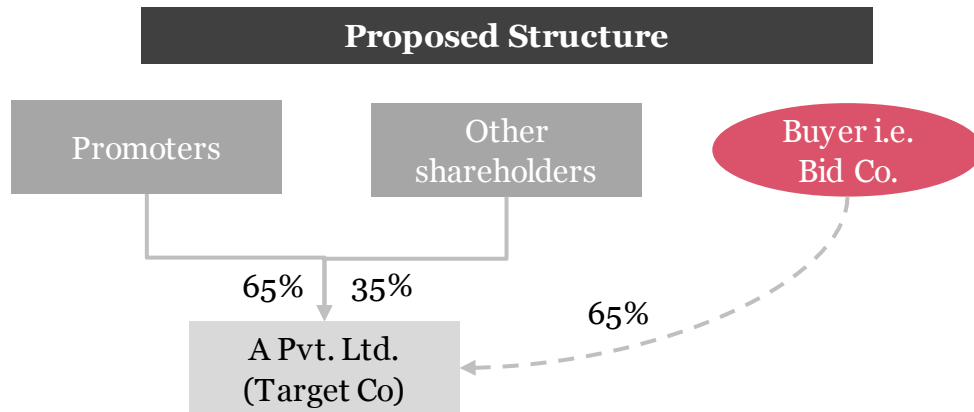 Proposed Structure
Promoters
Other
shareholders
Buyer i.e.
Bid Co.
65%
35%
65%
A Pvt. Ltd.
(Target Co)